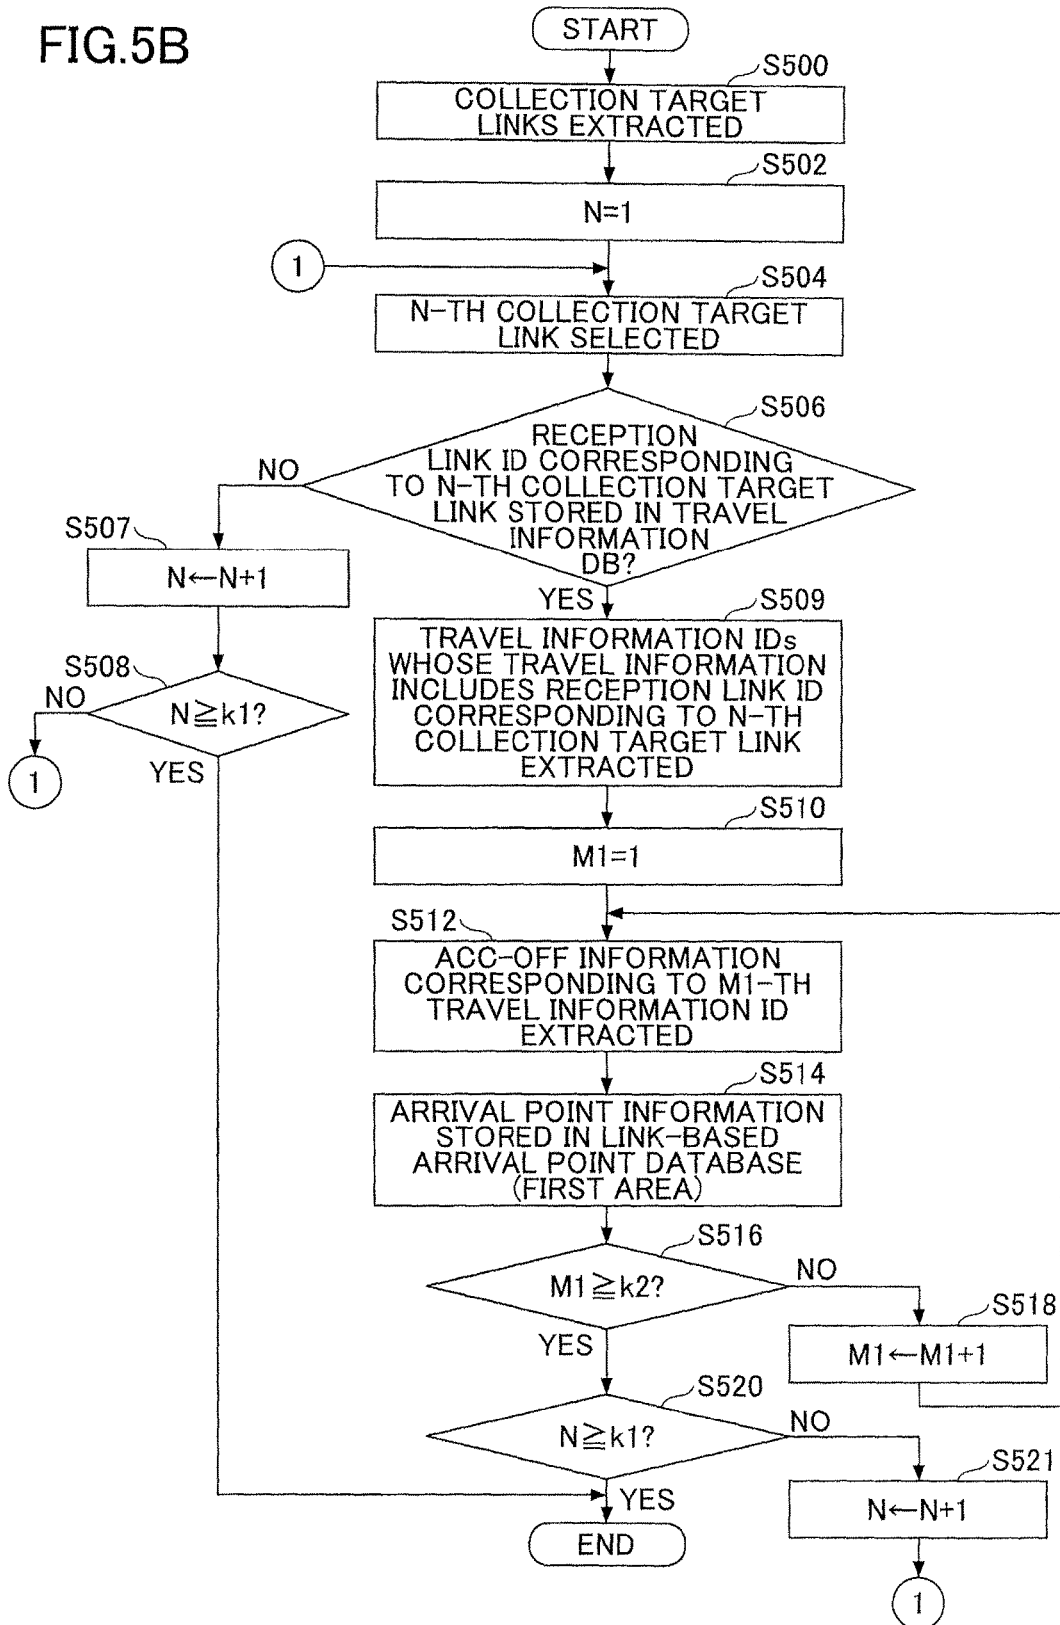 FIG.5B
START
S500
COLLECTION TARGET
LINKS EXTRACTED
S502
N=1
1
S504
N-TH COLLECTION TARGET
LINK SELECTED
S506
RECEPTION
LINK ID CORRESPONDING
TO N-TH COLLECTION TARGET
LINK STORED IN TRAVEL
INFORMATION
DB?
NO
YES
S507
N←N+1
S508
N≧k1?
NO
YES
1
S509
TRAVEL INFORMATION IDs
WHOSE TRAVEL INFORMATION
INCLUDES RECEPTION LINK ID
CORRESPONDING TO N-TH
COLLECTION TARGET LINK
EXTRACTED
S510
M1=1
S512
ACC-OFF INFORMATION
CORRESPONDING TO M1-TH
TRAVEL INFORMATION ID
EXTRACTED
S514
ARRIVAL POINT INFORMATION
STORED IN LINK-BASED
ARRIVAL POINT DATABASE
(FIRST AREA)
S516
M1≧k2?
NO
YES
S518
M1←M1+1
S520
N≧k1?
NO
YES
S521
N←N+1
1
END